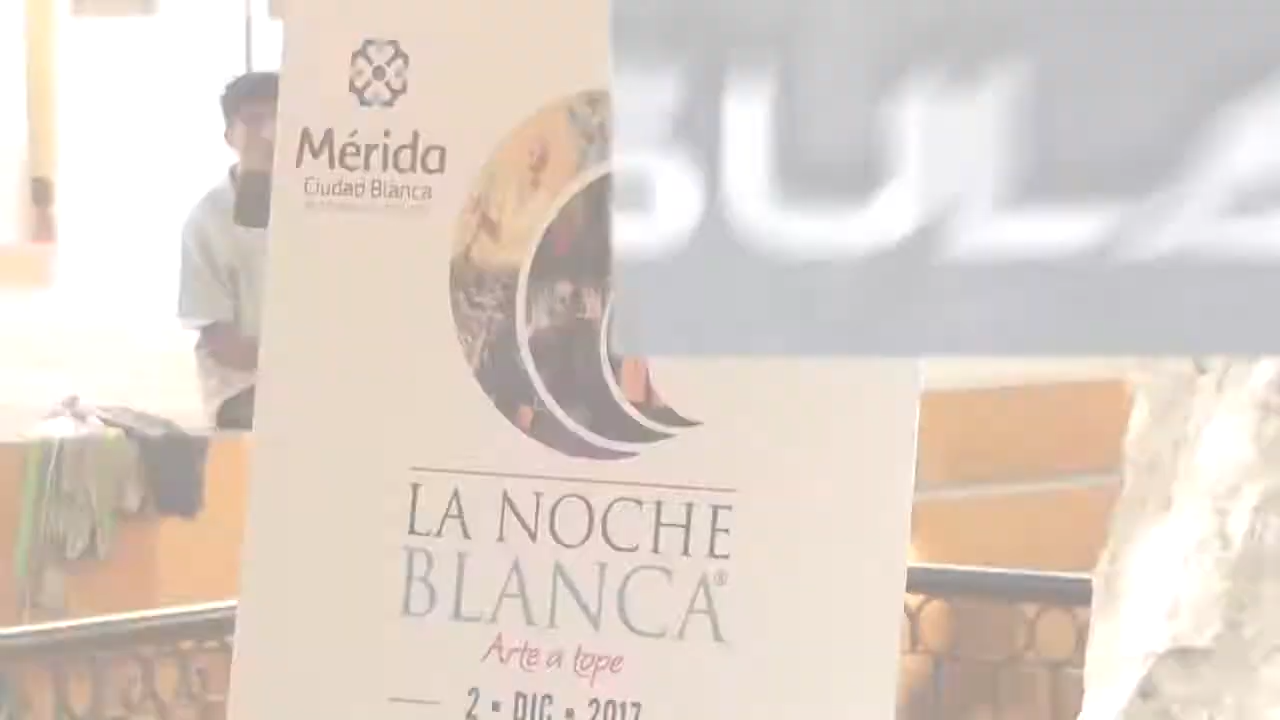 Mérida
Ciudad Blanca
LA NOCHE
BLANCA®
Arte a tope
2 ▪ DIC ▪ 2017